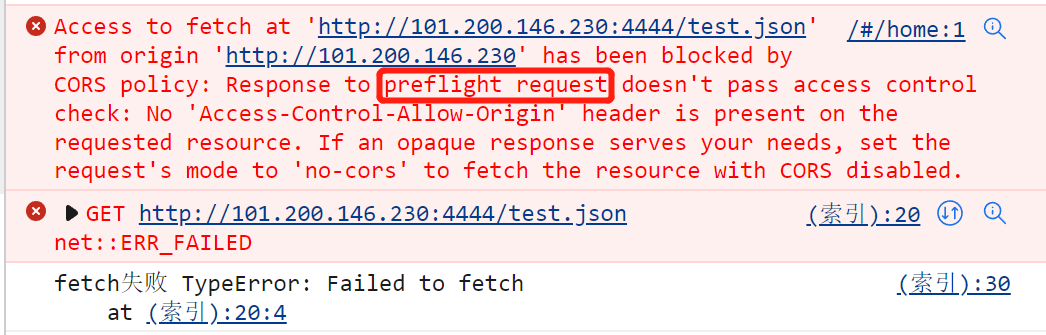 Access to fetch at 'http://101.200.146.230:4444/test.json' /#/home:1
from origin 'http://101.200.146.230' has been blocked by
CORS policy: Response to preflight request doesn't pass access control
check: No 'Access-Control-Allow-Origin' header is present on the
requested resource. If an opaque response serves your needs, set the
request's mode to 'no-cors' to fetch the resource with CORS disabled.
GET http://101.200.146.230:4444/test.json (索引):20
net::ERR_FAILED
fetch失败 TypeError: Failed to fetch (索引):30
at (索引):20:4